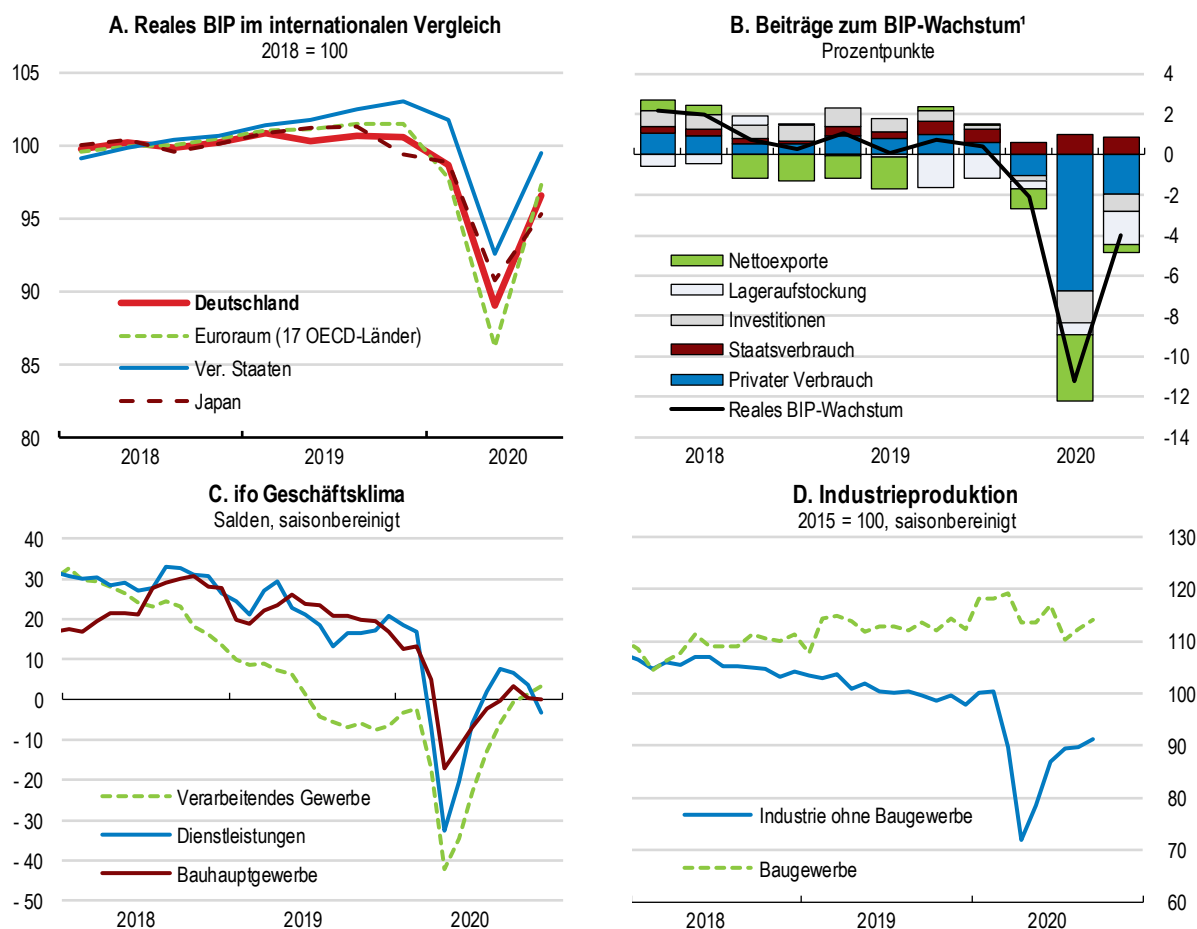 A. Reales BIP im internationalen Vergleich
2018 = 100
105
100
95
90
85
80
Deutschland
Euroraum (17 OECD-Länder)
Ver. Staaten
Japan
2018
2019
2020
B. Beiträge zum BIP-Wachstum¹
Prozentpunkte
4
2
0
-2
-4
-6
-8
-10
-12
-14
Nettoexporte
Lageraufstockung
Investitionen
Staatsverbrauch
Privater Verbrauch
Reales BIP-Wachstum
2018
2019
2020
C. ifo Geschäftsklima
Salden, saisonbereinigt
40
30
20
10
0
- 10
- 20
- 30
- 40
- 50
Verarbeitendes Gewerbe
Dienstleistungen
Bauhauptgewerbe
2018
2019
2020
D. Industrieproduktion
2015 = 100, saisonbereinigt
130
120
110
100
90
80
70
60
Industrie ohne Baugewerbe
Baugewerbe
2018
2019
2020